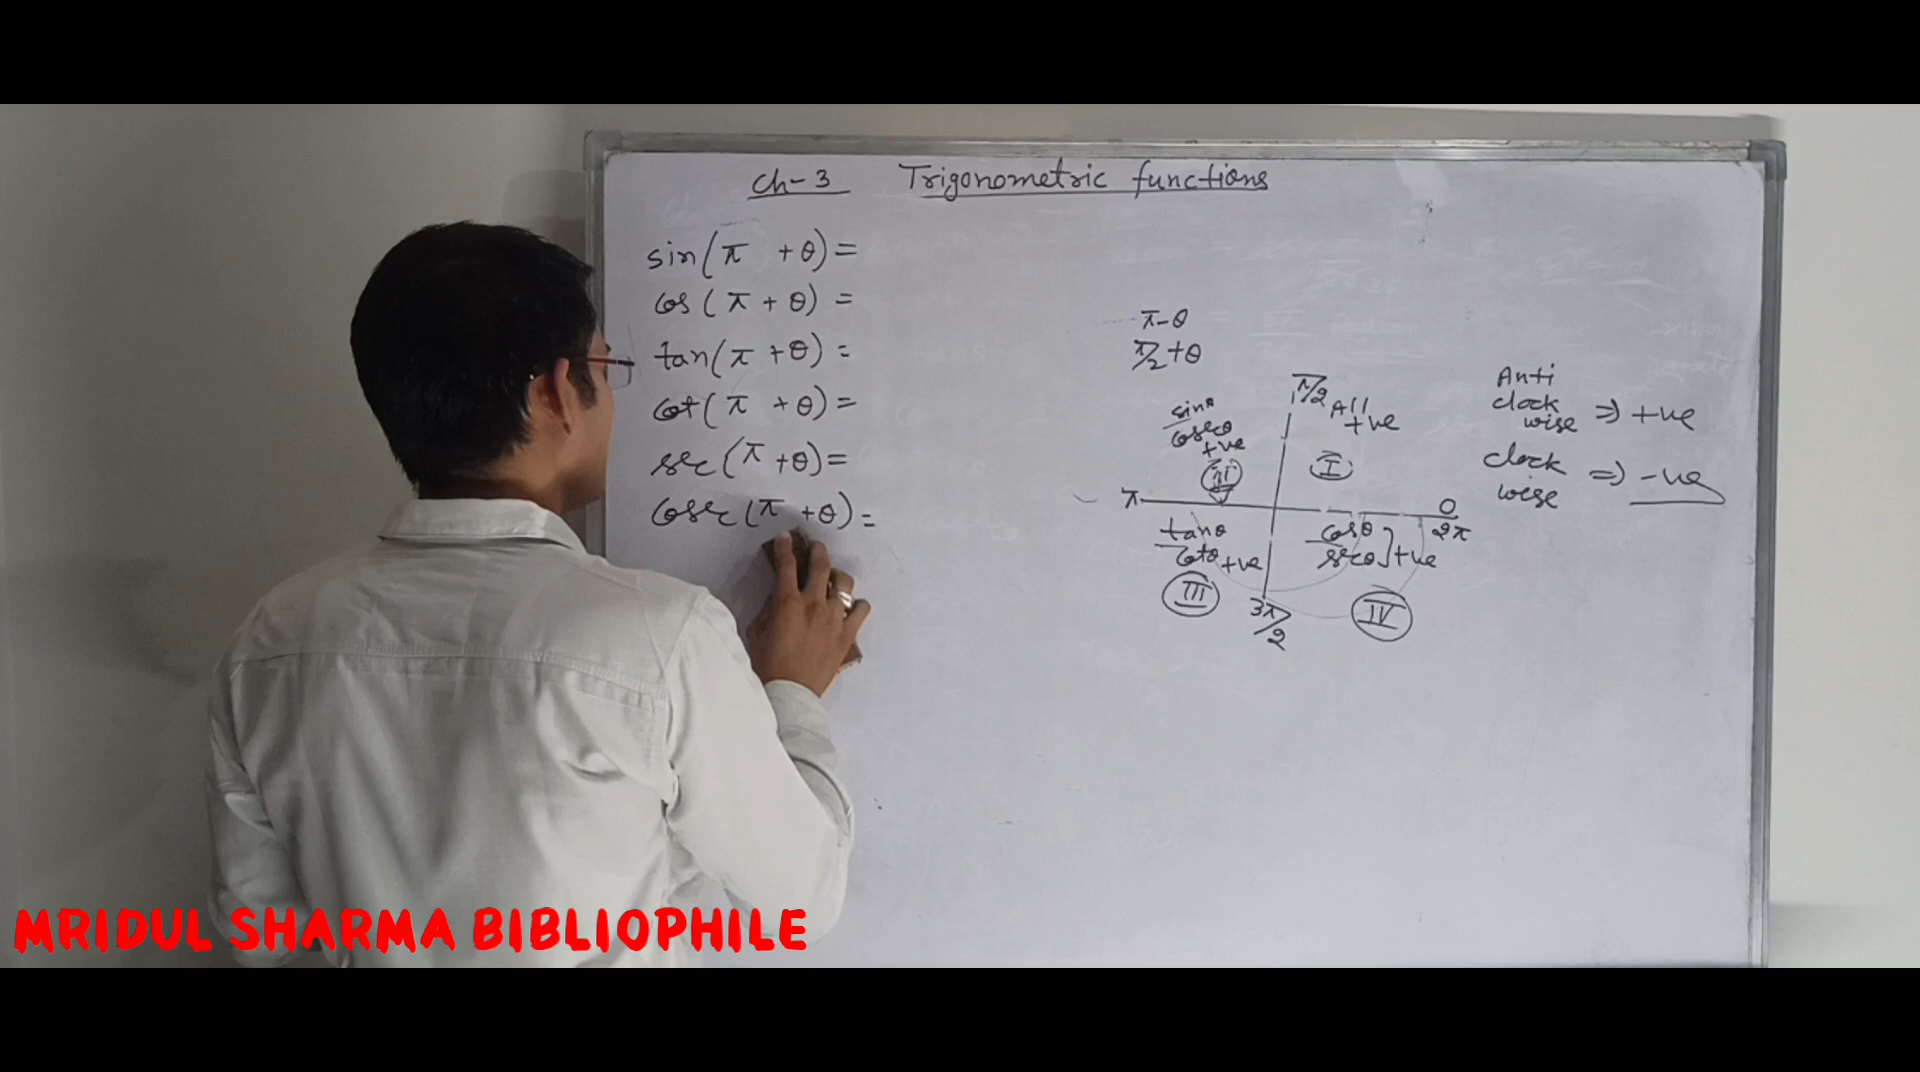 Ch-3 Trigonometric functions
sin(π +θ)=
cos(π+θ) =
tan(π+θ) =
cot(π +θ)=
sec(π+θ)=
cosec(π+θ)=
π-θ
π/2+θ
π/2
All
+ve
sinθ
cosecθ
+ve
II
I
π
0
2π
tanθ
cotθ +ve
III
cosθ
secθ +ve
IV
3π/2
Anti
clock
wise ⇒ +ve
clock
wise ⇒ -ve
MRIDUL SHARMA BIBLIOPHILE